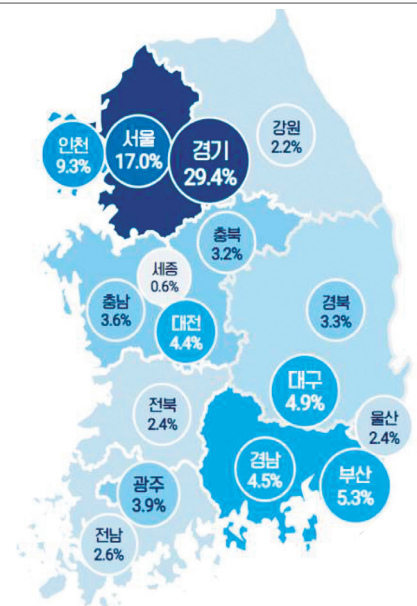 강원
2.2%
서울
17.0%
경기
29.4%
인천
9.3%
충북
3.2%
세종
0.6%
충남
3.6%
경북
3.3%
대전
4.4%
대구
4.9%
전북
2.4%
울산
2.4%
경남
4.5%
부산
5.3%
광주
3.9%
전남
2.6%